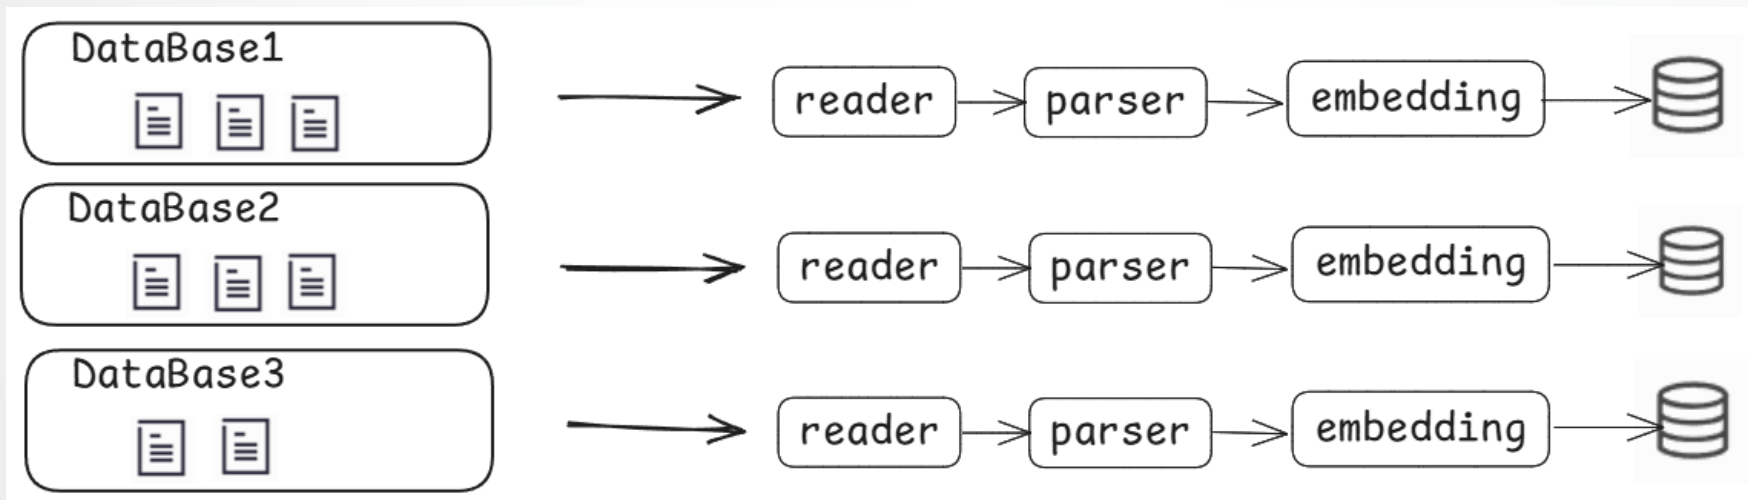 DataBase1
reader parser embedding
DataBase2
reader parser embedding
DataBase3
reader parser embedding